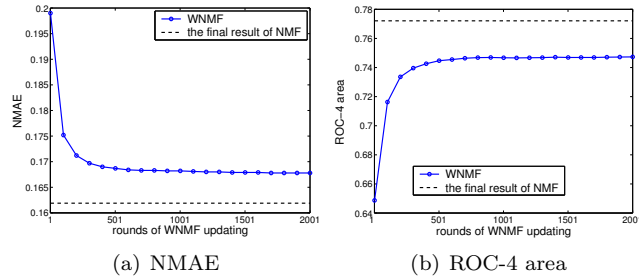 0.2
0.195
0.19
0.185
0.18
0.175
0.17
0.165
0.16
NMAE
WNMF
the final result of NMF
1 501 1001 1501 2001
rounds of WNMF updating
(a) NMAE
0.78
0.76
0.74
0.72
0.7
0.68
0.66
0.64
ROC-4 area
WNMF
the final result of NMF
1 501 1001 1501 200
rounds of WNMF updating
(b) ROC-4 area